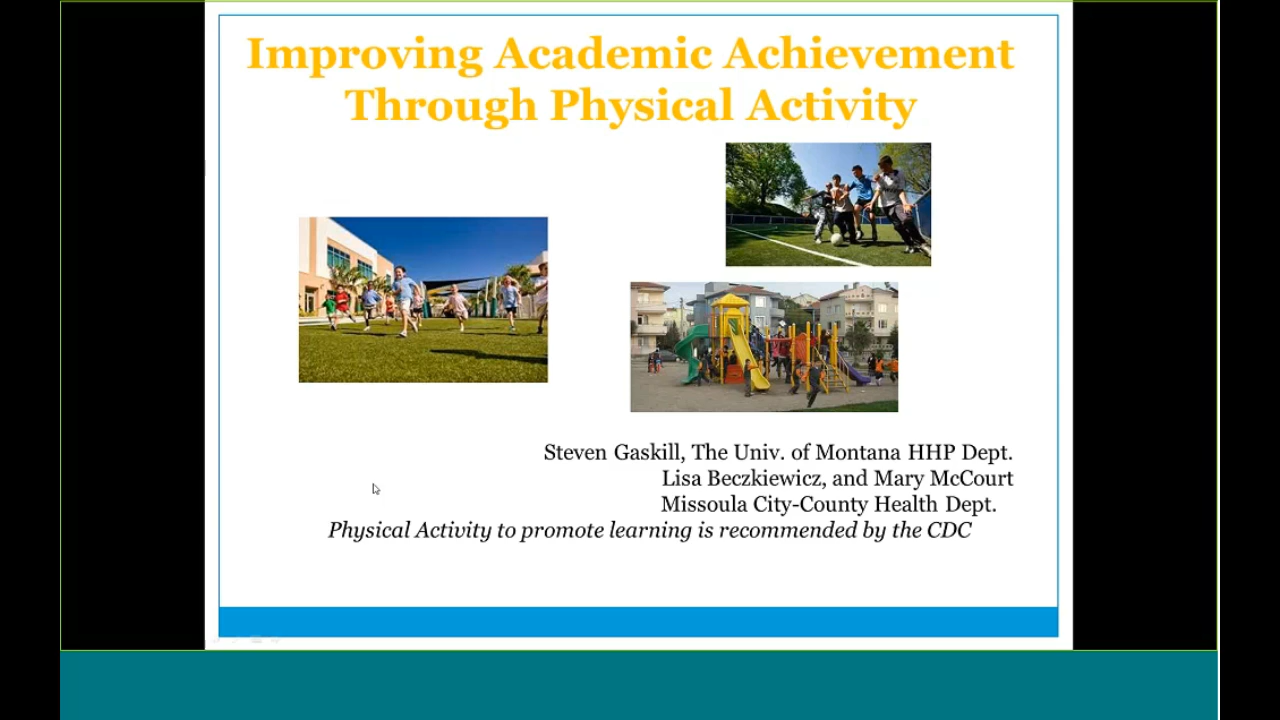 Improving Academic Achievement
Through Physical Activity
Steven Gaskill, The Univ. of Montana HHP Dept.
Lisa Beczkiewicz, and Mary McCourt
Missoula City-County Health Dept.
Physical Activity to promote learning is recommended by the CDC